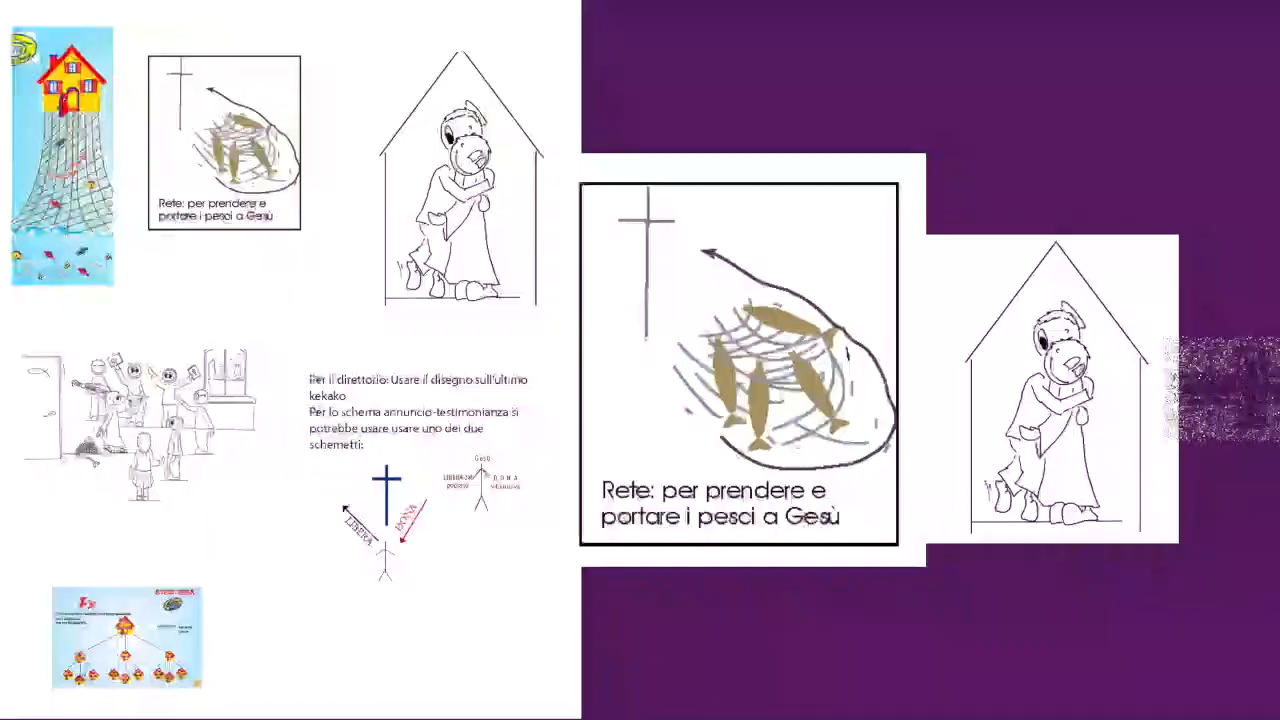 Rete: per prendere e
portare i pesci a Gesù
Per il direttorio: Usare il disegno sull'ultimo
kekako
Per lo schema annuncio-testimonianza si
potrebbe usare usare uno dei due
schemetti:
Gesù
DONA
LIBERA
DONA
Rete: per prendere e
portare i pesci a Gesù